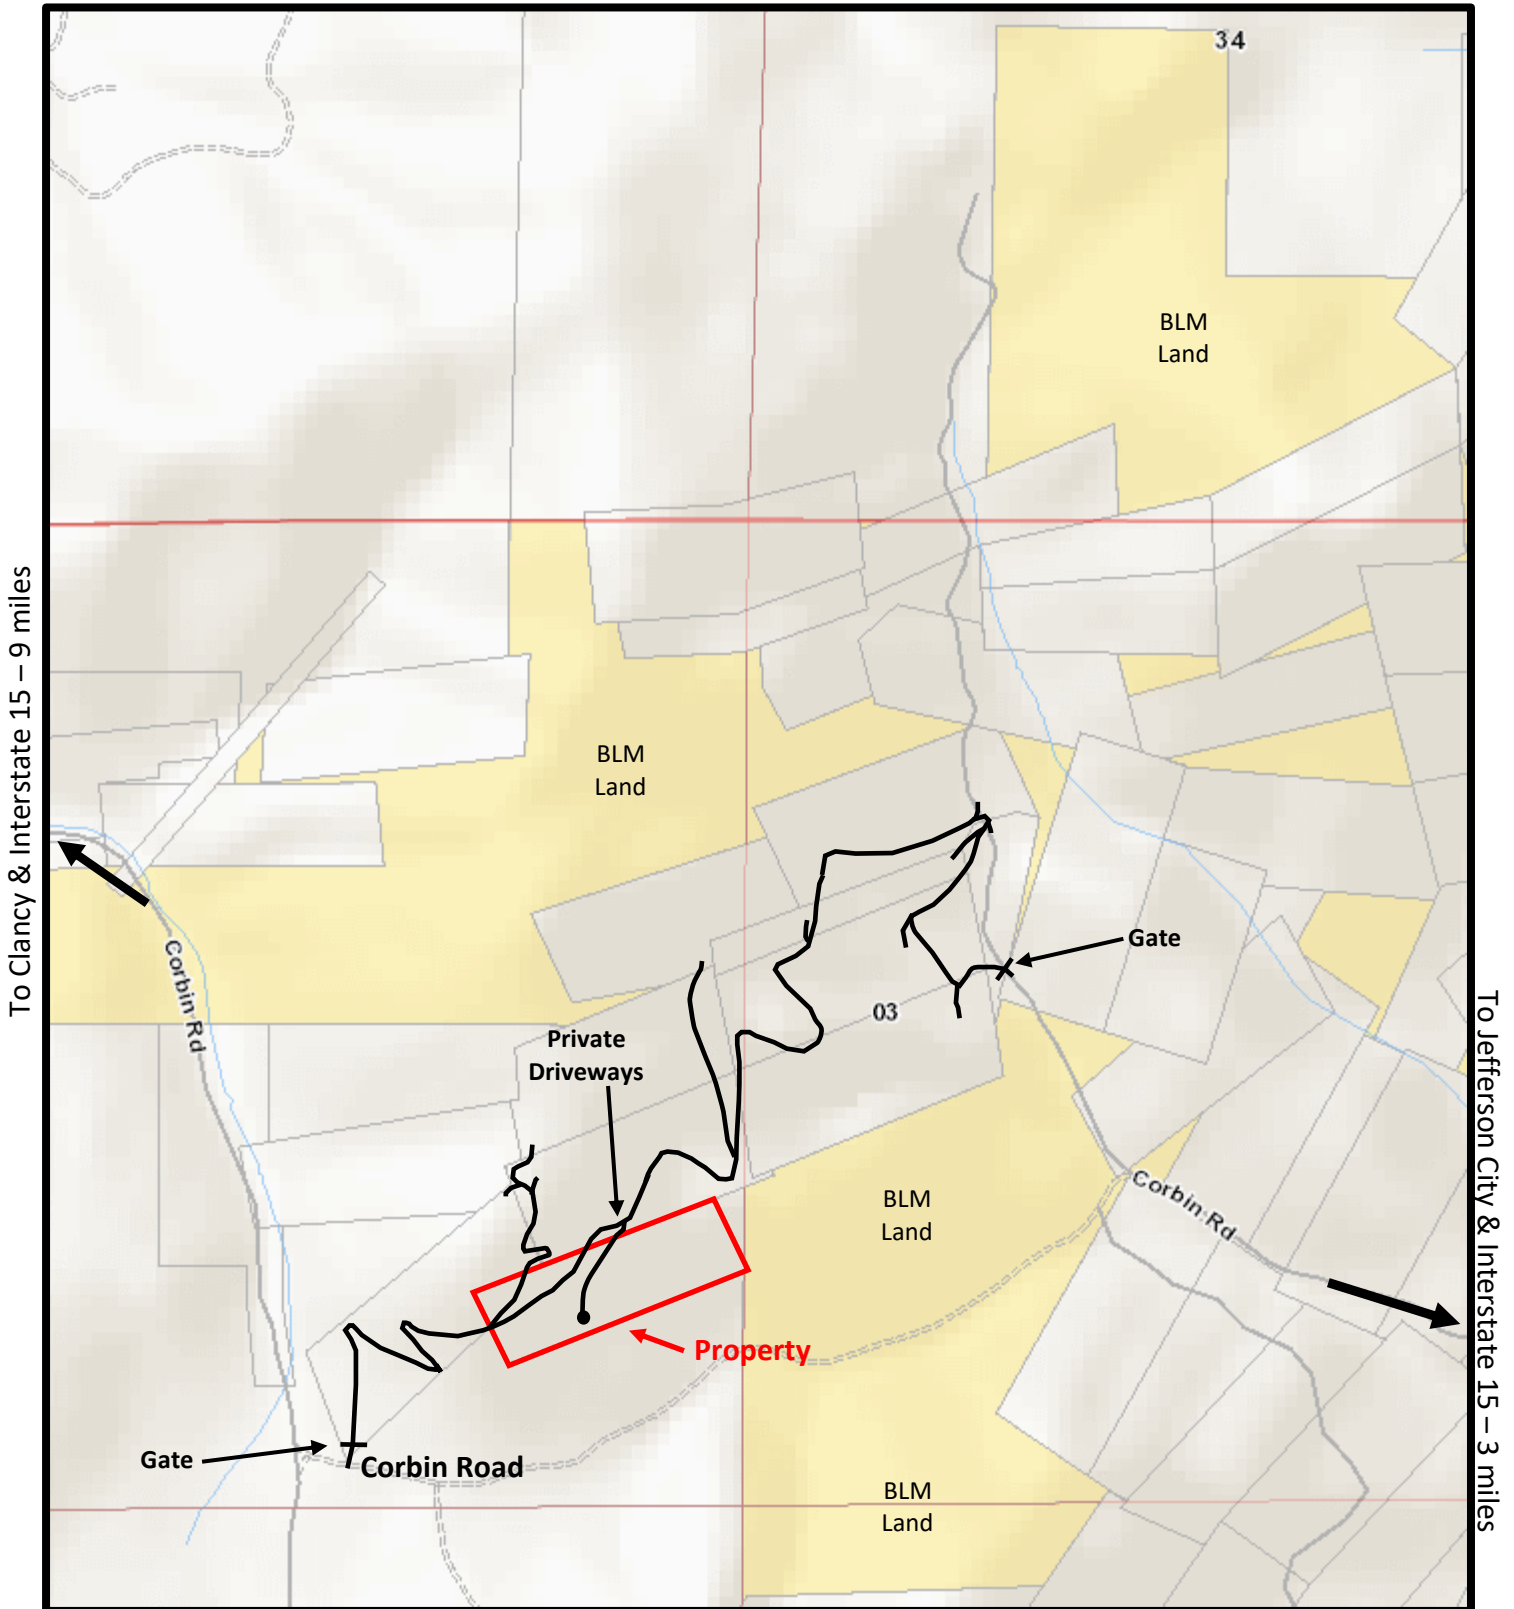 34
BLM
Land
To Clancy & Interstate 15 – 9 miles
BLM
Land
Corbin Rd
Gate
03
Private
Driveways
To Jefferson City & Interstate 15 – 3 miles
BLM
Land
Corbin Rd
Property
Gate
Corbin Road
BLM
Land